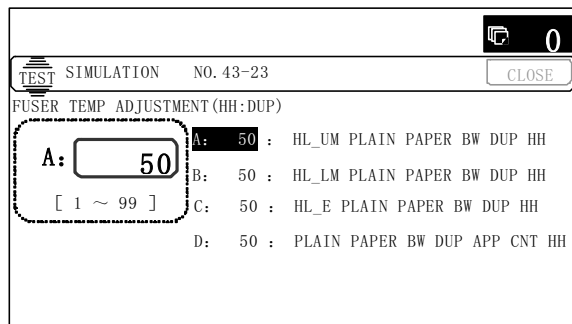 0
TEST SIMULATION NO. 43-23 CLOSE
FUSER TEMP ADJUSTMENT(HH:DUP)
A: 50
[ 1 ~ 99 ]
A: 50 : HL_UM PLAIN PAPER BW DUP HH
B: 50 : HL_LM PLAIN PAPER BW DUP HH
C: 50 : HL_E PLAIN PAPER BW DUP HH
D: 50 : PLAIN PAPER BW DUP APP CNT HH